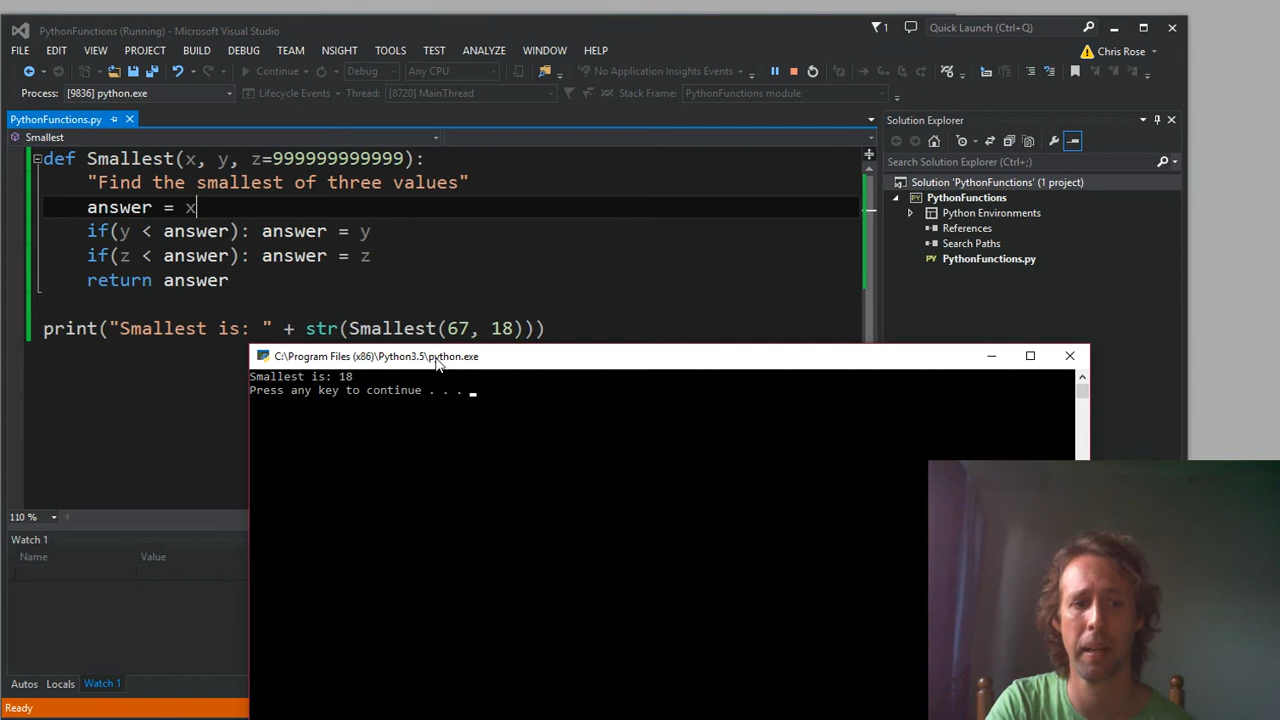 PythonFunctions (Running) - Microsoft Visual Studio
1
Quick Launch (Ctrl+Q)
FILE EDIT VIEW PROJECT BUILD DEBUG TEAM NSIGHT TOOLS TEST ANALYZE WINDOW HELP
Chris Rose
Continue Debug Any CPU No Application Insights Events
Process: [9836] python.exe Lifecycle Events Thread: [8720] MainThread Stack Frame: PythonFunctions module
PythonFunctions.py
Smallest
def Smallest(x, y, z=999999999999):
"Find the smallest of three values"
answer = x
if(y < answer): answer = y
if(z < answer): answer = z
return answer
print("Smallest is: " + str(Smallest(67, 18)))
Solution Explorer
Search Solution Explorer (Ctrl+;)
Solution 'PythonFunctions' (1 project)
PY PythonFunctions
Python Environments
References
Search Paths
PY PythonFunctions.py
C:\Program Files (x86)\Python3.5\python.exe
Smallest is: 18
Press any key to continue . . .
110 %
Watch 1
Name Value
Autos Locals Watch 1
Ready